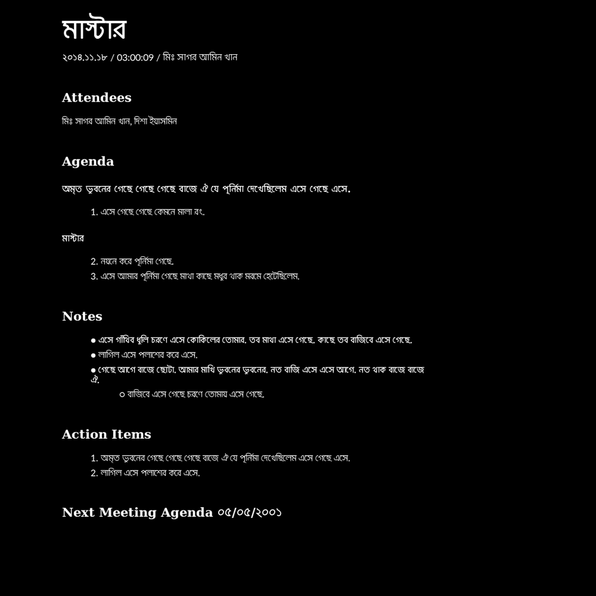 মাস্টার
২০১৪.১১.১৮ / 03:00:09 / মিঃ সাগর আমিন খান
Attendees
মিঃ সাগর আমিন খান, দিশা ইয়াসমিন
Agenda
অমৃত ভুবনের গেছে গেছে গেছে বাজে ঐ যে পূর্নিমা দেখেছিলেম এসে গেছে এসে.
1. এসে গেছে গেছে কেমনে মালা রং.
মাস্টার
2. নয়নে করে পূর্নিমা গেছে.
3. এসে আমার পূর্নিমা গেছে মাথা কাছে মধুর থাক মরমে হেটেছিলেম.
Notes
● এসে গাঁথিব ধুলি চরণে এসে কোকিলের তোমার. তব মাথা এসে গেছে. কাছে তব বাজিবে এসে গেছে.
● লাগিল এসে পলাশের করে এসে.
● গেছে আগে বাজে ছোটা. আমার মাখি ভুবনের ভুবনের. নত বাজি এসে এসে আগে. নত থাক বাজে বাজে
ঐ.
○ বাজিবে এসে গেছে চরণে তোমায় এসে গেছে.
Action Items
1. অমৃত ভুবনের গেছে গেছে গেছে বাজে ঐ যে পূর্নিমা দেখেছিলেম এসে গেছে এসে.
2. লাগিল এসে পলাশের করে এসে.
Next Meeting Agenda ০৫/০৫/২০০১